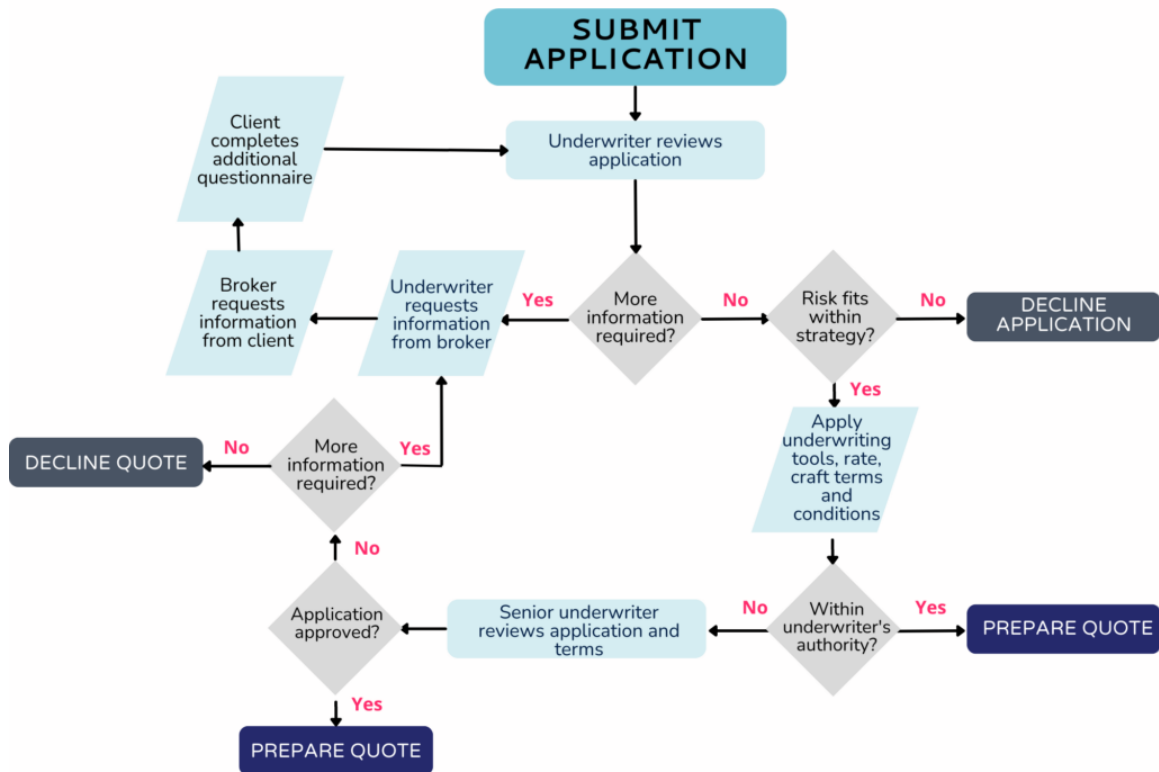 SUBMIT
APPLICATION
Underwriter reviews
application
Client
completes
additional
questionnaire
Broker
requests
information
from client
Underwriter
requests
information
from broker
Yes
More
information
required?
No
Risk fits
within
strategy?
No
DECLINE
APPLICATION
Yes
Apply
underwriting
tools, rate,
craft terms
and
conditions
DECLINE QUOTE
No
More
information
required?
Yes
No
Application
approved?
Senior underwriter
reviews application and
terms
No
Within
underwriter's
authority?
Yes
PREPARE QUOTE
Yes
PREPARE QUOTE